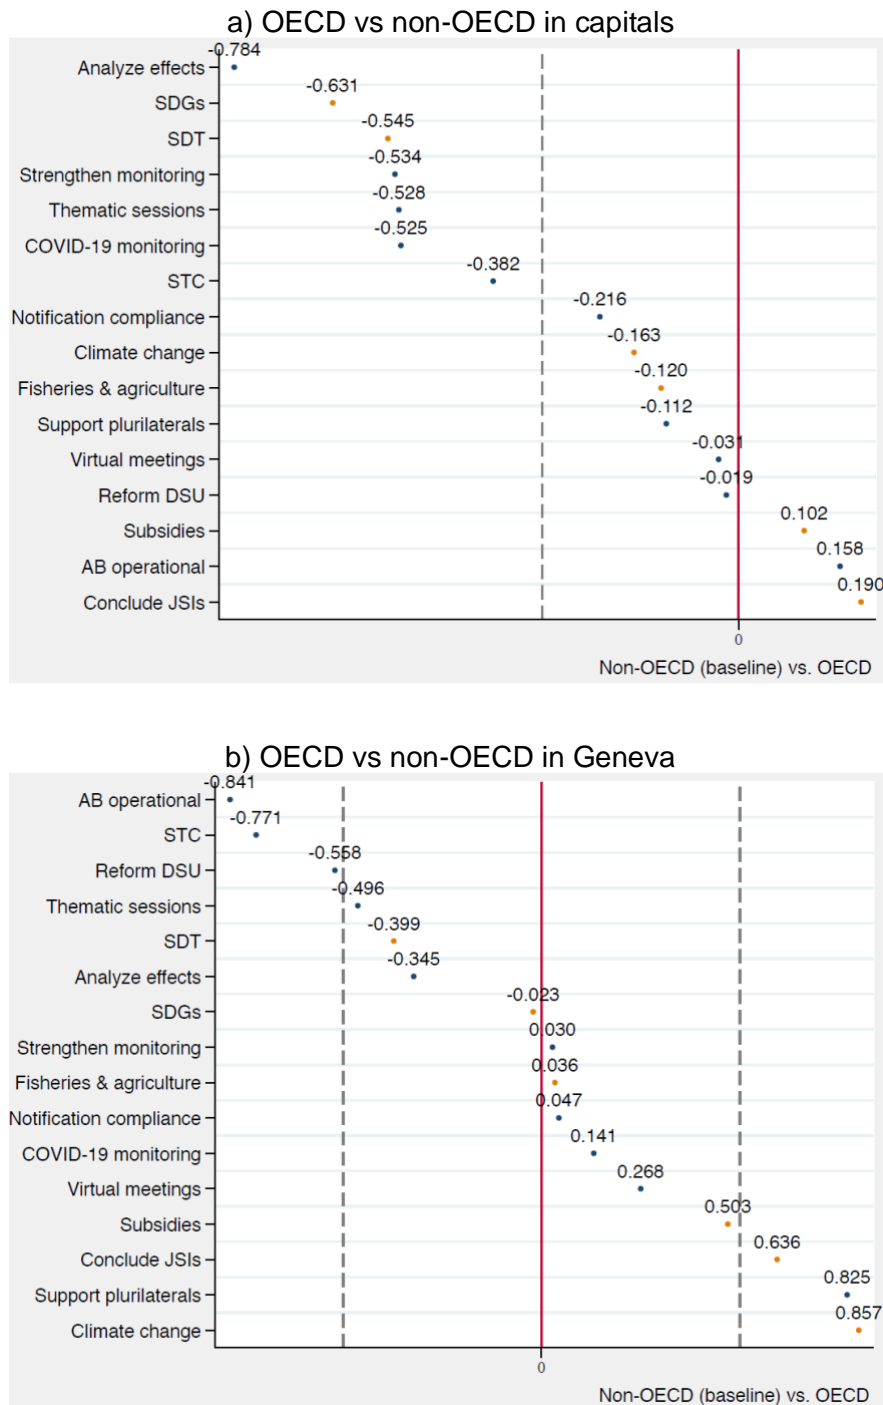 a) OECD vs non-OECD in capitals
-0.784
Analyze effects
-0.631
SDGs
-0.545
SDT
-0.534
Strengthen monitoring
-0.528
Thematic sessions
-0.525
COVID-19 monitoring
-0.382
STC
-0.216
Notification compliance
-0.163
Climate change
-0.120
Fisheries & agriculture
-0.112
Support plurilaterals
-0.031
Virtual meetings
-0.019
Reform DSU
0.102
Subsidies
0.158
AB operational
0.190
Conclude JSIs
0
Non-OECD (baseline) vs. OECD
b) OECD vs non-OECD in Geneva
-0.841
AB operational
-0.771
STC
-0.558
Reform DSU
-0.496
Thematic sessions
-0.399
SDT
-0.345
Analyze effects
-0.023
SDGs
0.030
Strengthen monitoring
0.036
Fisheries & agriculture
0.047
Notification compliance
0.141
COVID-19 monitoring
0.268
Virtual meetings
0.503
Subsidies
0.636
Conclude JSIs
0.825
Support plurilaterals
0.857
Climate change
0
Non-OECD (baseline) vs. OECD